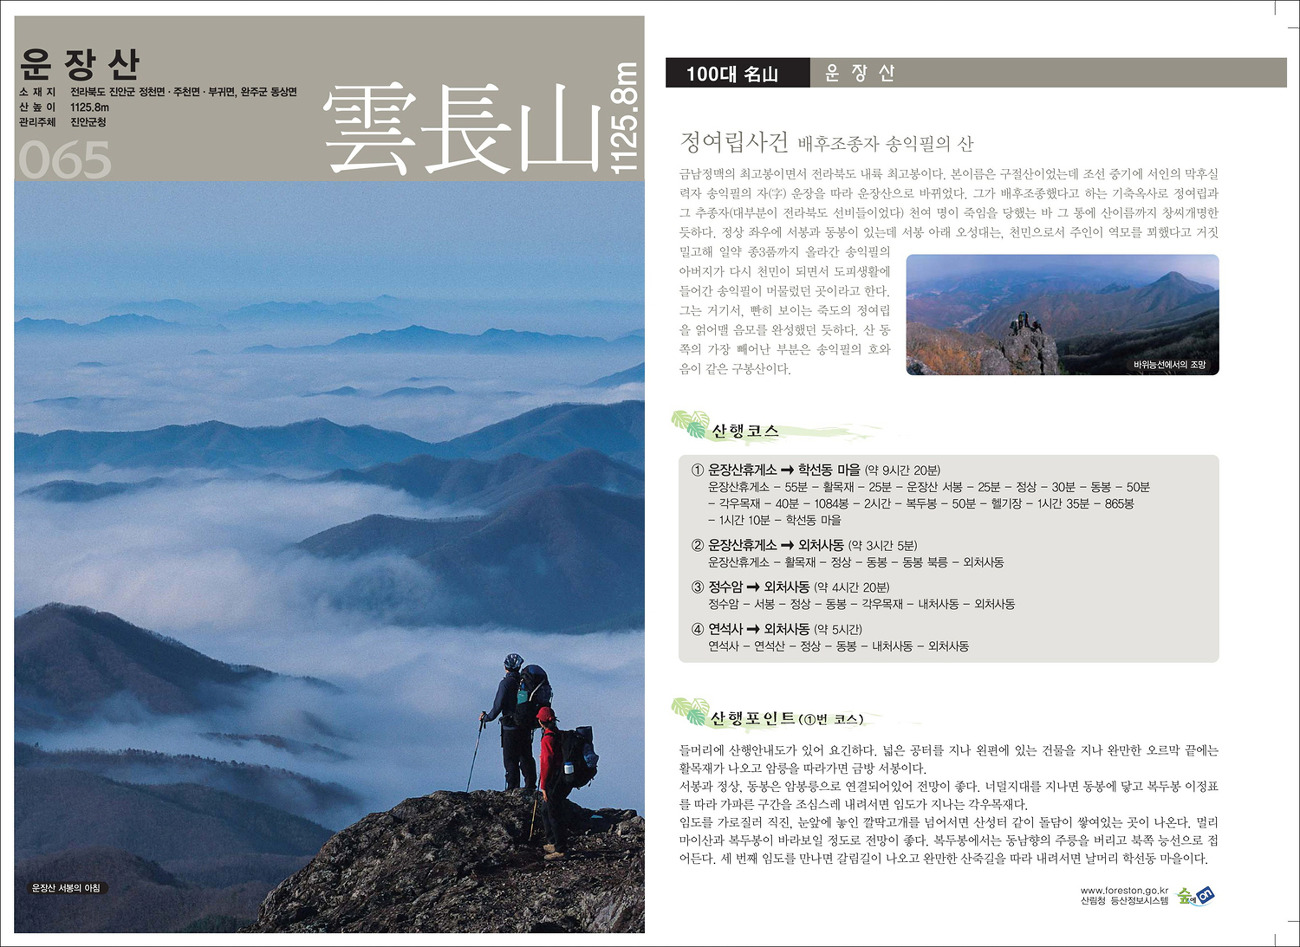 운장산
소재지 전라북도 진안군 정천면·주천면·부귀면, 완주군 동상면
산높이 1125.8m
관리주체 진안군청
065
雲長山
1125.8m
운장산 서봉의 아침
100대 名山 운장산
정여립사건 배후조종자 송익필의 산
금남정맥의 최고봉이면서 전라북도 내륙 최고봉이다. 본이름은 구절산이었는데 조선 중기에 서인의 막후실
력자 송익필의 자(字) 운장을 따라 운장산으로 바뀌었다. 그가 배후조종했다고 하는 기축옥사로 정여립과
그 추종자(대부분이 전라북도 선비들이었다) 천여 명이 죽임을 당했는 바 그 통에 산이름까지 창씨개명한
듯하다. 정상 좌우에 서봉과 동봉이 있는데 서봉 아래 오성대는, 천민으로서 주인이 역모를 꾀했다고 거짓
밀고해 일약 종3품까지 올라간 송익필의
아버지가 다시 천민이 되면서 도피생활에
들어간 송익필이 머물렀던 곳이라고 한다.
그는 거기서, 빤히 보이는 죽도의 정여립
을 얽어맬 음모를 완성했던 듯하다. 산 동
쪽의 가장 빼어난 부분은 송익필의 호와
음이 같은 구봉산이다.
바위능선에서의 조망
산행코스
① 운장산휴게소 → 학선동 마을 (약 9시간 20분)
운장산휴게소 - 55분 - 활목재 - 25분 - 운장산 서봉 - 25분 - 정상 - 30분 - 동봉 - 50분
- 각우목재 - 40분 - 1084봉 - 2시간 - 복두봉 - 50분 - 헬기장 - 1시간 35분 - 865봉
- 1시간 10분 - 학선동 마을
② 운장산휴게소 → 외처사동 (약 3시간 5분)
운장산휴게소 - 활목재 - 정상 - 동봉 - 동봉 북릉 - 외처사동
③ 정수암 → 외처사동 (약 4시간 20분)
정수암 - 서봉 - 정상 - 동봉 - 각우목재 - 내처사동 - 외처사동
④ 연석사 → 외처사동 (약 5시간)
연석사 - 연석산 - 정상 - 동봉 - 내처사동 - 외처사동
산행포인트(①번 코스)
들머리에 산행안내도가 있어 요긴하다. 넓은 공터를 지나 왼편에 있는 건물을 지나 완만한 오르막 끝에는
활목재가 나오고 암릉을 따라가면 금방 서봉이다.
서봉과 정상, 동봉은 암봉릉으로 연결되어있어 전망이 좋다. 너덜지대를 지나면 동봉에 닿고 복두봉 이정표
를 따라 가파른 구간을 조심스레 내려서면 임도가 지나는 각우목재다.
임도를 가로질러 직진, 눈앞에 놓인 깔딱고개를 넘어서면 산성터 같이 돌담이 쌓여있는 곳이 나온다. 멀리
마이산과 복두봉이 바라보일 정도로 전망이 좋다. 복두봉에서는 동남향의 주릉을 버리고 북쪽 능선으로 접
어든다. 세 번째 임도를 만나면 갈림길이 나오고 완만한 산죽길을 따라 내려서면 날머리 학선동 마을이다.
www.foreston.go.kr
산림청 등산정보시스템
숲에on